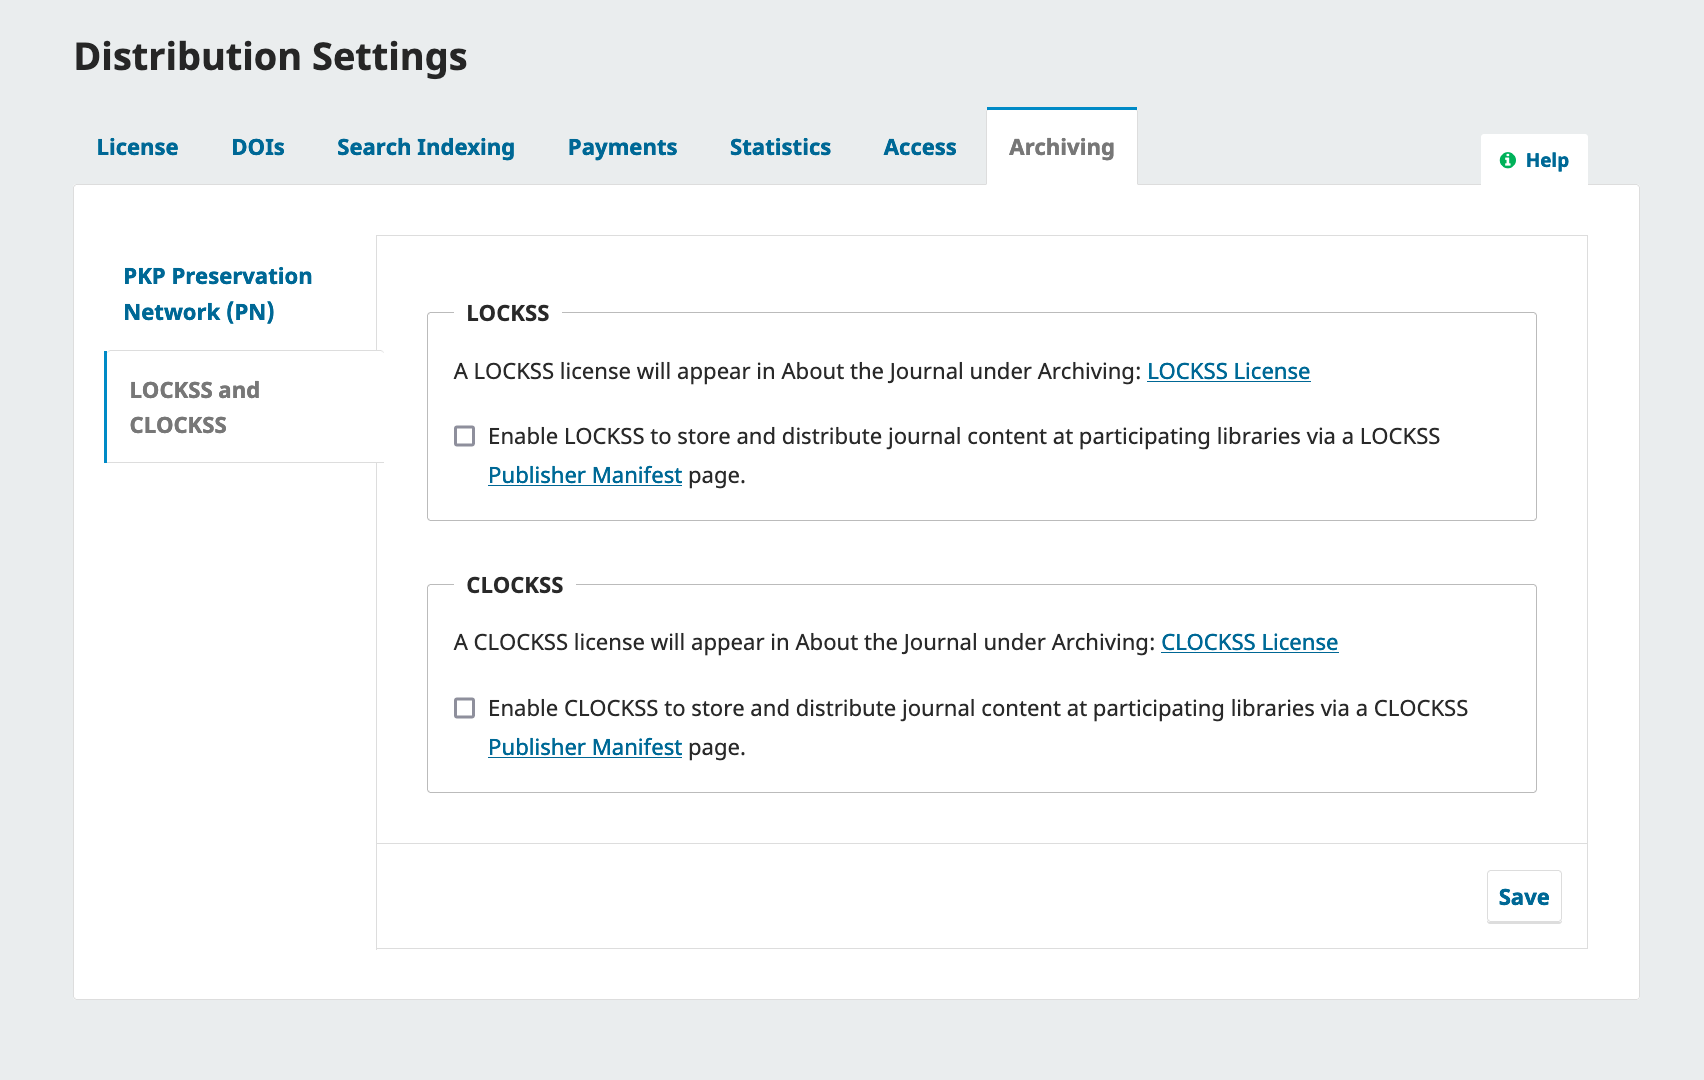 Distribution Settings
License DOIs Search Indexing Payments Statistics Access Archiving
Help
PKP Preservation
Network (PN)
LOCKSS and
CLOCKSS
LOCKSS
A LOCKSS license will appear in About the Journal under Archiving: LOCKSS License
Enable LOCKSS to store and distribute journal content at participating libraries via a LOCKSS
Publisher Manifest page.
CLOCKSS
A CLOCKSS license will appear in About the Journal under Archiving: CLOCKSS License
Enable CLOCKSS to store and distribute journal content at participating libraries via a CLOCKSS
Publisher Manifest page.
Save